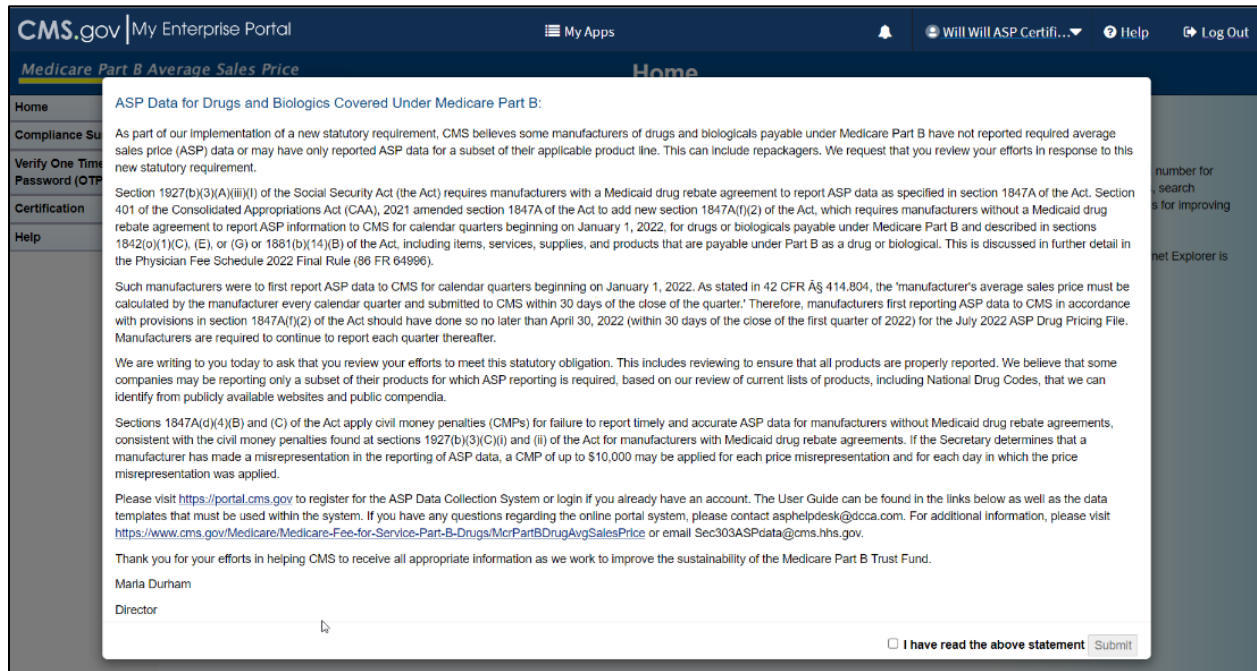 CMS.gov My Enterprise Portal
My Apps
Will Will ASP Certifi...
Help
Log Out
Medicare Part B Average Sales Price
Home
Home
Compliance Su
Verify One Time
Password (OTP
Certification
Help
ASP Data for Drugs and Biologics Covered Under Medicare Part B:
As part of our implementation of a new statutory requirement, CMS believes some manufacturers of drugs and biologicals payable under Medicare Part B have not reported required average
sales price (ASP) data or may have only reported ASP data for a subset of their applicable product line. This can include repackagers. We request that you review your efforts in response to this
new statutory requirement.
Section 1927(b)(3)(A)(iii)(I) of the Social Security Act (the Act) requires manufacturers with a Medicaid drug rebate agreement to report ASP data as specified in section 1847A of the Act. Section
401 of the Consolidated Appropriations Act (CAA), 2021 amended section 1847A of the Act to add new section 1847A(f)(2) of the Act, which requires manufacturers without a Medicaid drug
rebate agreement to report ASP information to CMS for calendar quarters beginning on January 1, 2022, for drugs or biologicals payable under Medicare Part B and described in sections
1842(o)(1)(C), (E), or (G) or 1881(b)(14)(B) of the Act, including items, services, supplies, and products that are payable under Part B as a drug or biological. This is discussed in further detail in
the Physician Fee Schedule 2022 Final Rule (86 FR 64996).
Such manufacturers were to first report ASP data to CMS for calendar quarters beginning on January 1, 2022. As stated in 42 CFR Â§ 414.804, the 'manufacturer's average sales price must be
calculated by the manufacturer every calendar quarter and submitted to CMS within 30 days of the close of the quarter.' Therefore, manufacturers first reporting ASP data to CMS in accordance
with provisions in section 1847A(f)(2) of the Act should have done so no later than April 30, 2022 (within 30 days of the close of the first quarter of 2022) for the July 2022 ASP Drug Pricing File.
Manufacturers are required to continue to report each quarter thereafter.
We are writing to you today to ask that you review your efforts to meet this statutory obligation. This includes reviewing to ensure that all products are properly reported. We believe that some
companies may be reporting only a subset of their products for which ASP reporting is required, based on our review of current lists of products, including National Drug Codes, that we can
identify from publicly available websites and public compendia.
Sections 1847A(d)(4)(B) and (C) of the Act apply civil money penalties (CMPs) for failure to report timely and accurate ASP data for manufacturers without Medicaid drug rebate agreements,
consistent with the civil money penalties found at sections 1927(b)(3)(C)(i) and (ii) of the Act for manufacturers with Medicaid drug rebate agreements. If the Secretary determines that a
manufacturer has made a misrepresentation in the reporting of ASP data, a CMP of up to $10,000 may be applied for each price misrepresentation and for each day in which the price
misrepresentation was applied.
Please visit https://portal.cms.gov to register for the ASP Data Collection System or login if you already have an account. The User Guide can be found in the links below as well as the data
templates that must be used within the system. If you have any questions regarding the online portal system, please contact asphelpdesk@dcca.com. For additional information, please visit
https://www.cms.gov/Medicare/Medicare-Fee-for-Service-Part-B-Drugs/McrPartBDrugAvgSalesPrice or email Sec303ASPdata@cms.hhs.gov.
Thank you for your efforts in helping CMS to receive all appropriate information as we work to improve the sustainability of the Medicare Part B Trust Fund.
Marla Durham
Director
I have read the above statement
Submit
number for
, search
s for improving
net Explorer is